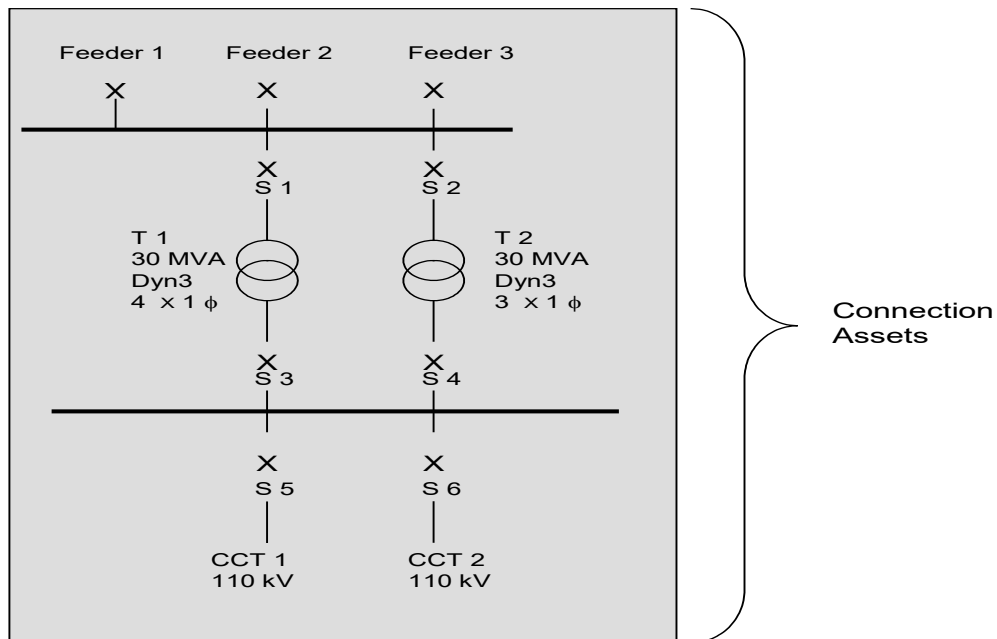 Feeder 1
Feeder 2
Feeder 3
X
X
X
X
S 1
X
S 2
T 1
30 MVA
Dyn3
4 x 1 ϕ
T 2
30 MVA
Dyn3
3 x 1 ϕ
Connection
Assets
X
S 3
X
S 4
X
S 5
X
S 6
CCT 1
110 kV
CCT 2
110 kV